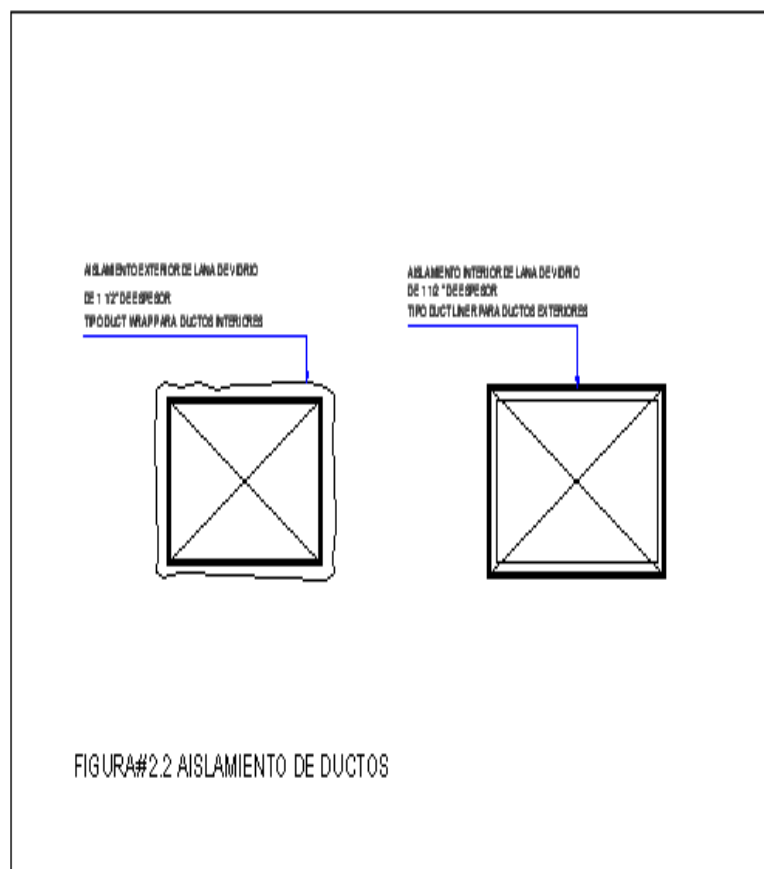 AISLAMIENTO EXTERIOR DE LANA DE VIDRIO
DE 1 1/2" DE ESPESOR
TIPO DUCT WRAP PARA DUCTOS INTERIORES
AISLAMIENTO INTERIOR DE LANA DE VIDRIO
DE 1 1/2 " DE ESPESOR
TIPO DUCT LINER PARA DUCTOS EXTERIORES
FIGURA#2.2 AISLAMIENTO DE DUCTOS